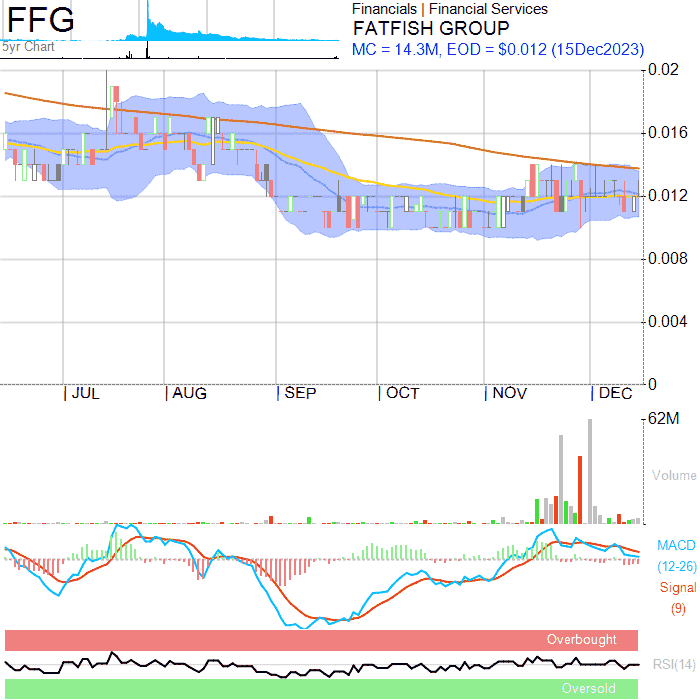 FFG
5yr Chart
Financials | Financial Services
FATFISH GROUP
MC = 14.3M, EOD = $0.012 (15Dec2023)
0.02
0.016
0.012
0.008
0.004
0
JUL AUG SEP OCT NOV DEC
62M
Volume
MACD
(12-26)
Signal
(9)
Overbought
RSI(14)
Oversold